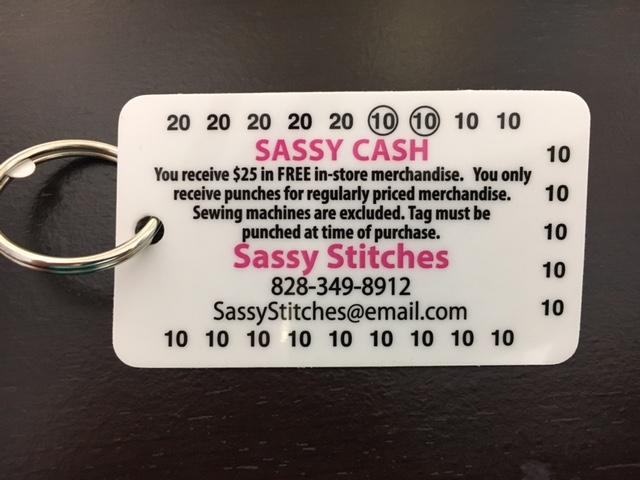 20 20 20 20 20 10 10 10 10
SASSY CASH
10
You receive $25 in FREE in-store merchandise. You only
receive punches for regularly priced merchandise.
10
Sewing machines are excluded. Tag must be
punched at time of purchase.
10
Sassy Stitches
10
828-349-8912
SassyStitches@email.com
10
10 10 10 10 10 10 10 10 10